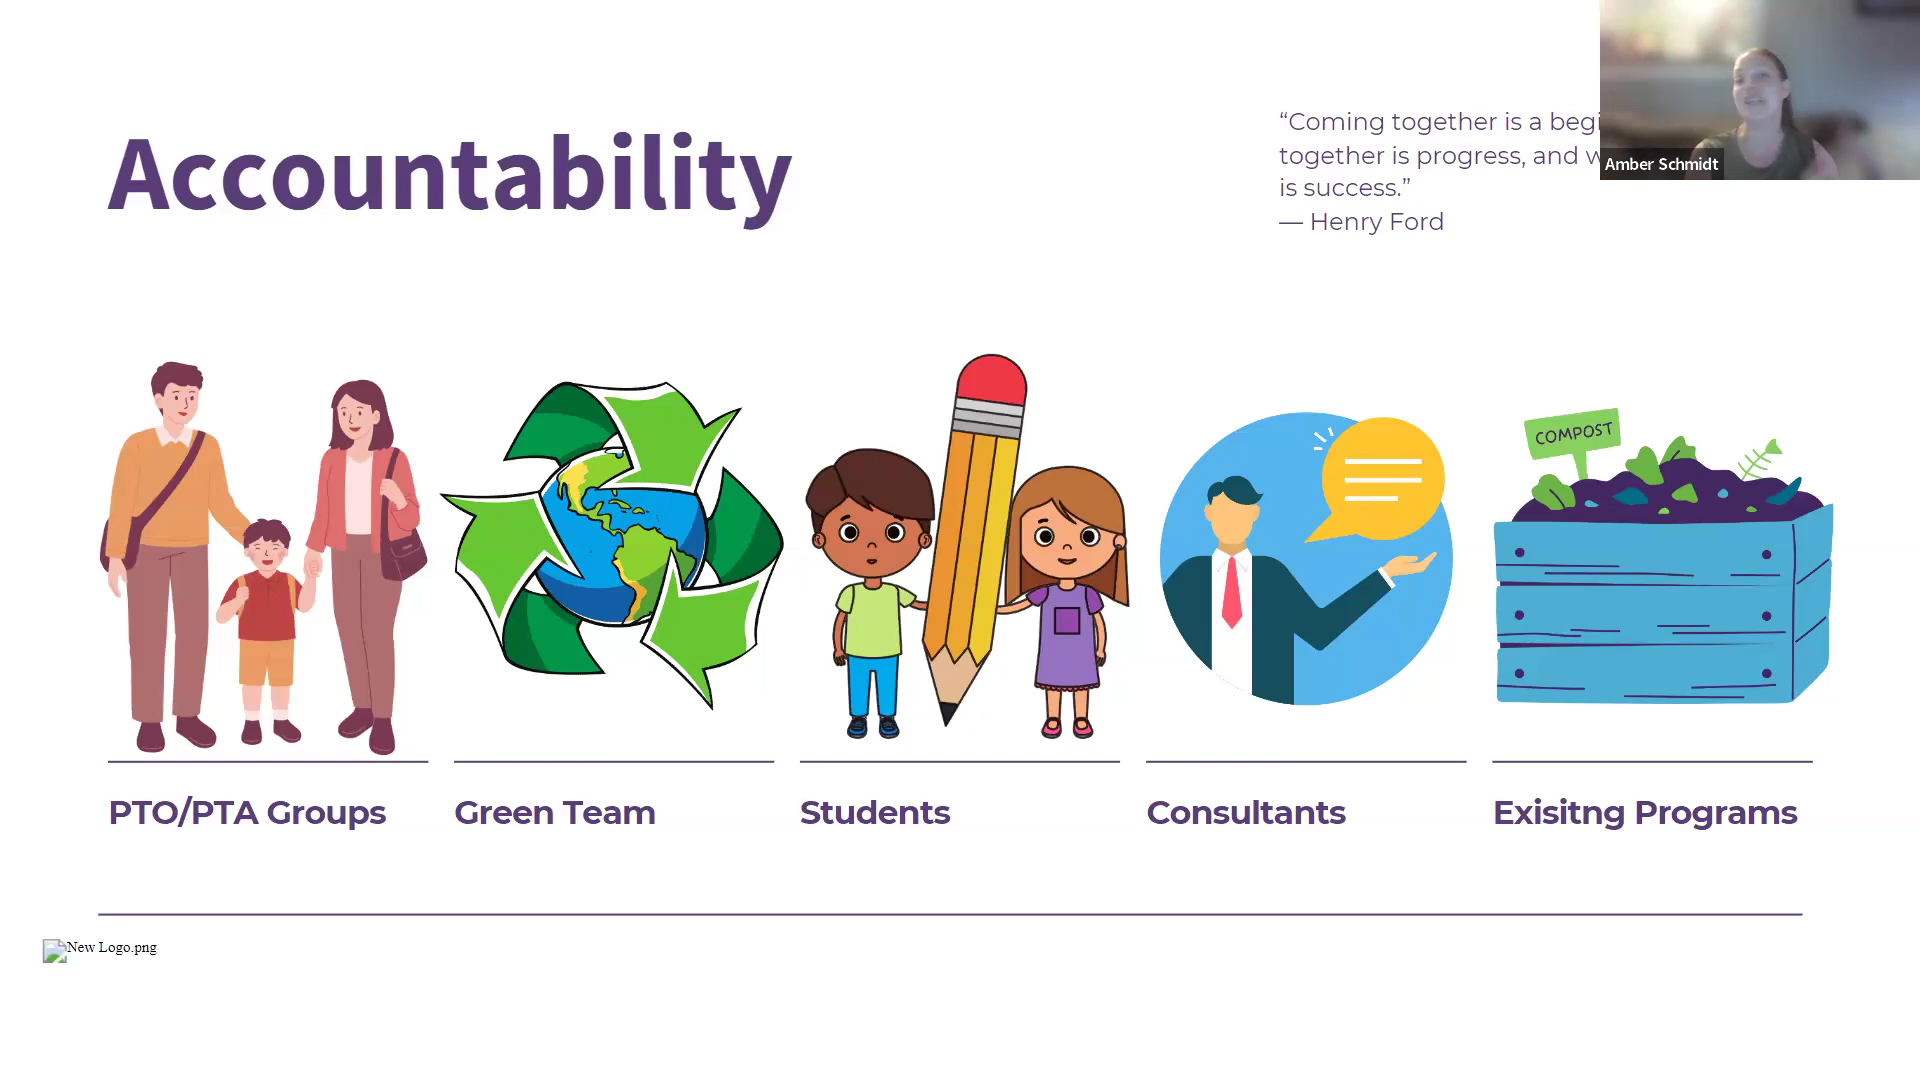 Accountability
“Coming together is a
together is progress, and
is success.”
— Henry Ford
Amber Schmidt
COMPOST
PTO/PTA Groups
Green Team
Students
Consultants
Exisitng Programs
New Logo.png